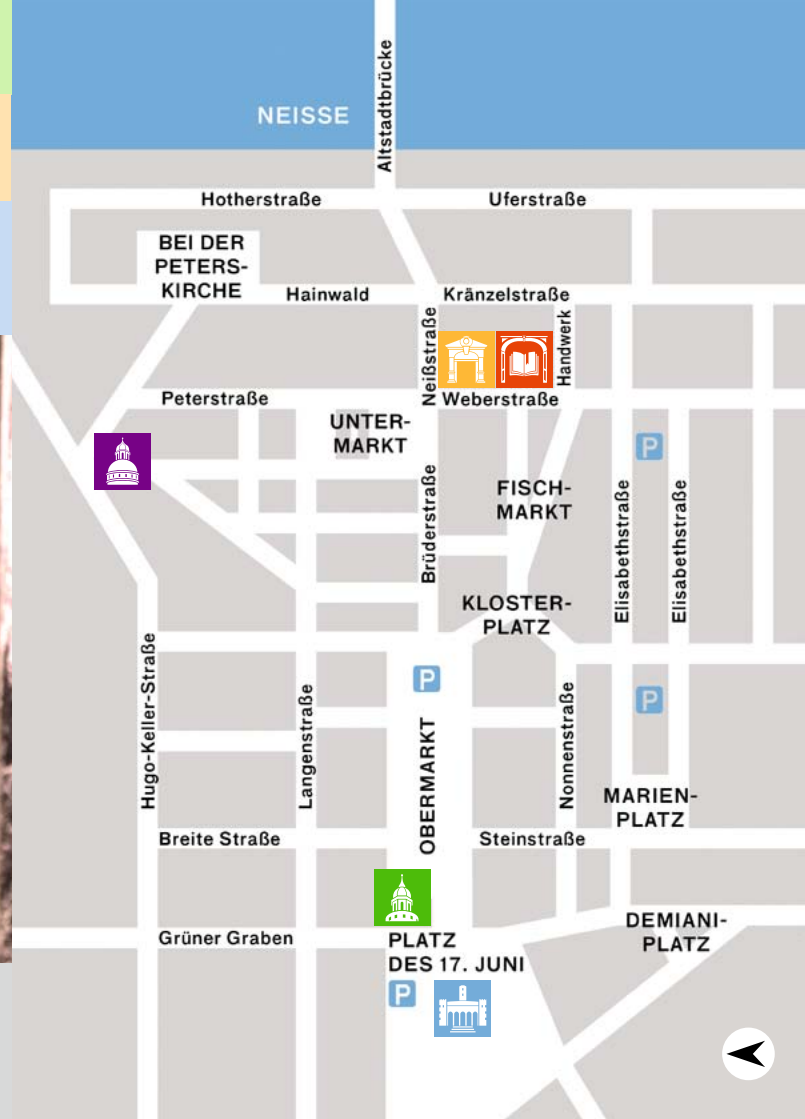 NEISSE
Altstadtbrücke
Hotherstraße
Uferstraße
BEI DER
PETERS-
KIRCHE
Hainwald
Kränzelstraße
Neißstraße
Handwerk
Peterstraße
Weberstraße
UNTER-
MARKT
P
Brüderstraße
FISCH-
MARKT
Elisabethstraße
Elisabethstraße
KLOSTER-
PLATZ
Hugo-Keller-Straße
Langenstraße
P
OBERMARKT
Nonnenstraße
P
MARIEN-
PLATZ
Breite Straße
Steinstraße
Grüner Graben
PLATZ
DES 17. JUNI
DEMIANI-
PLATZ
P